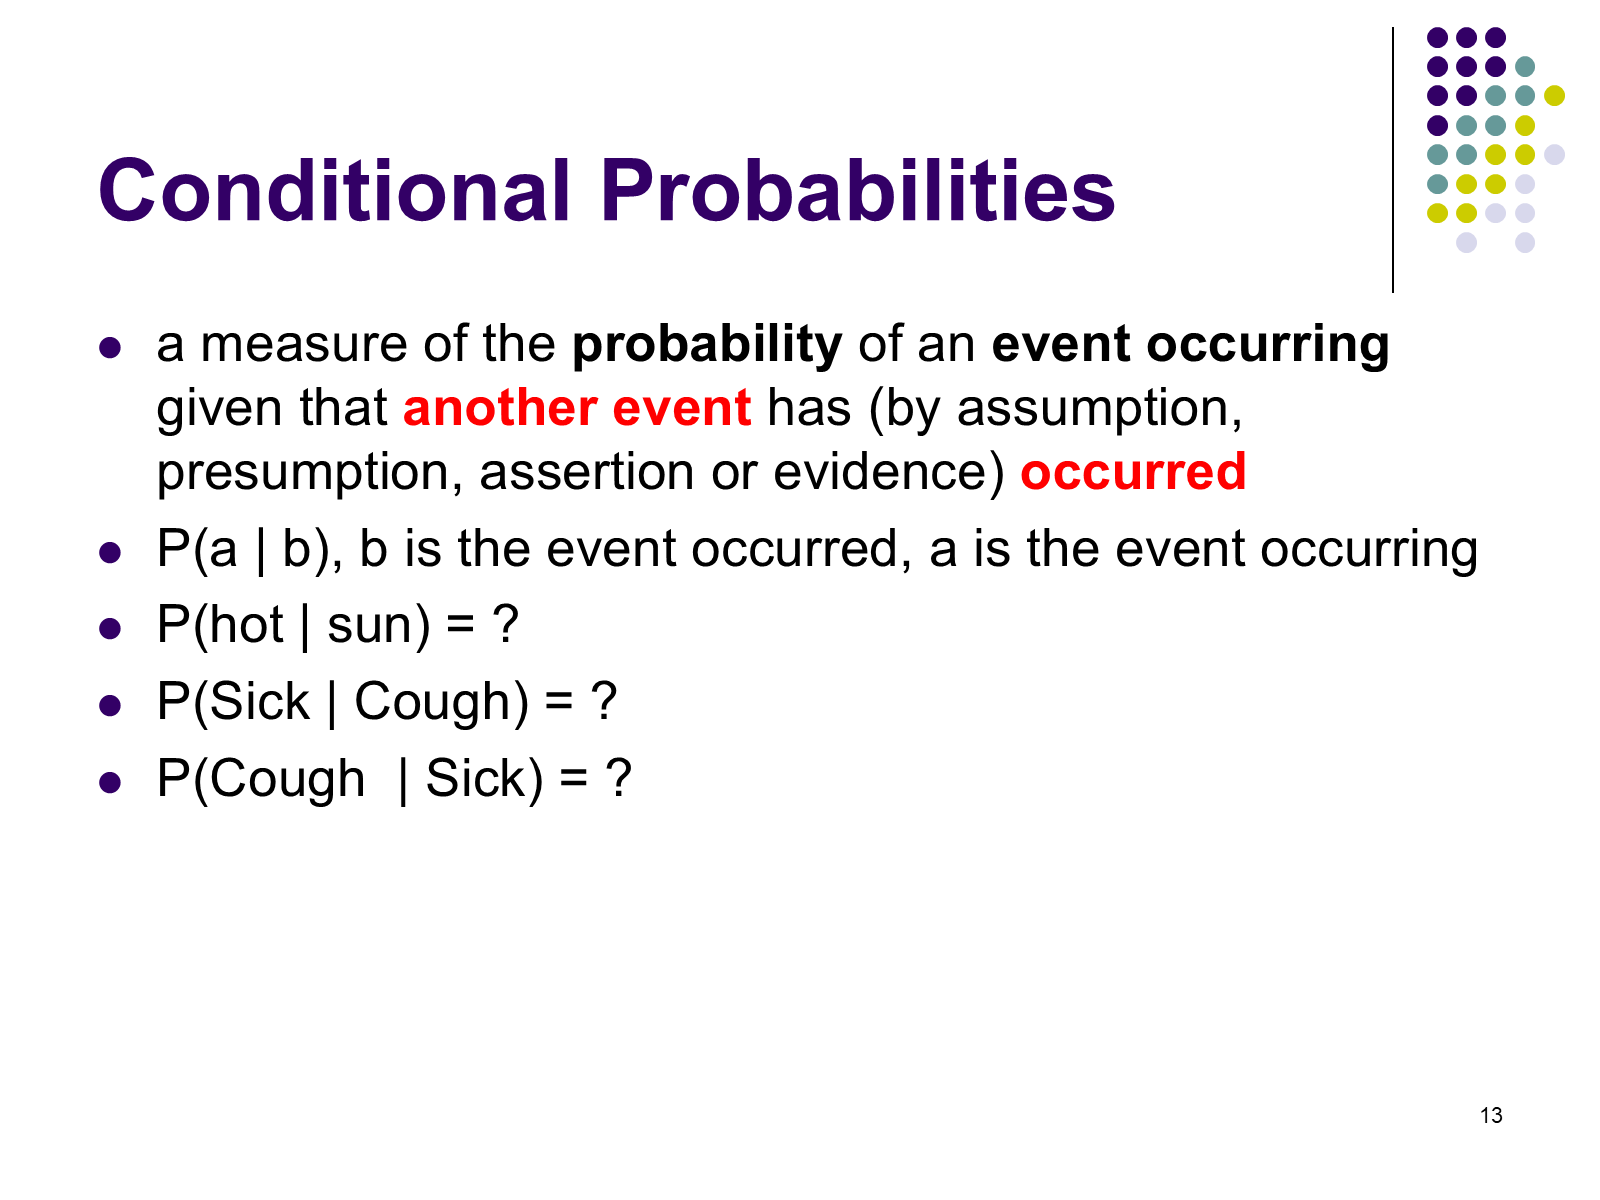 Conditional Probabilities
a measure of the probability of an event occurring
given that another event has (by assumption,
presumption, assertion or evidence) occurred
P(a | b), b is the event occurred, a is the event occurring
P(hot | sun) = ?
P(Sick | Cough) = ?
P(Cough  | Sick) = ?
13